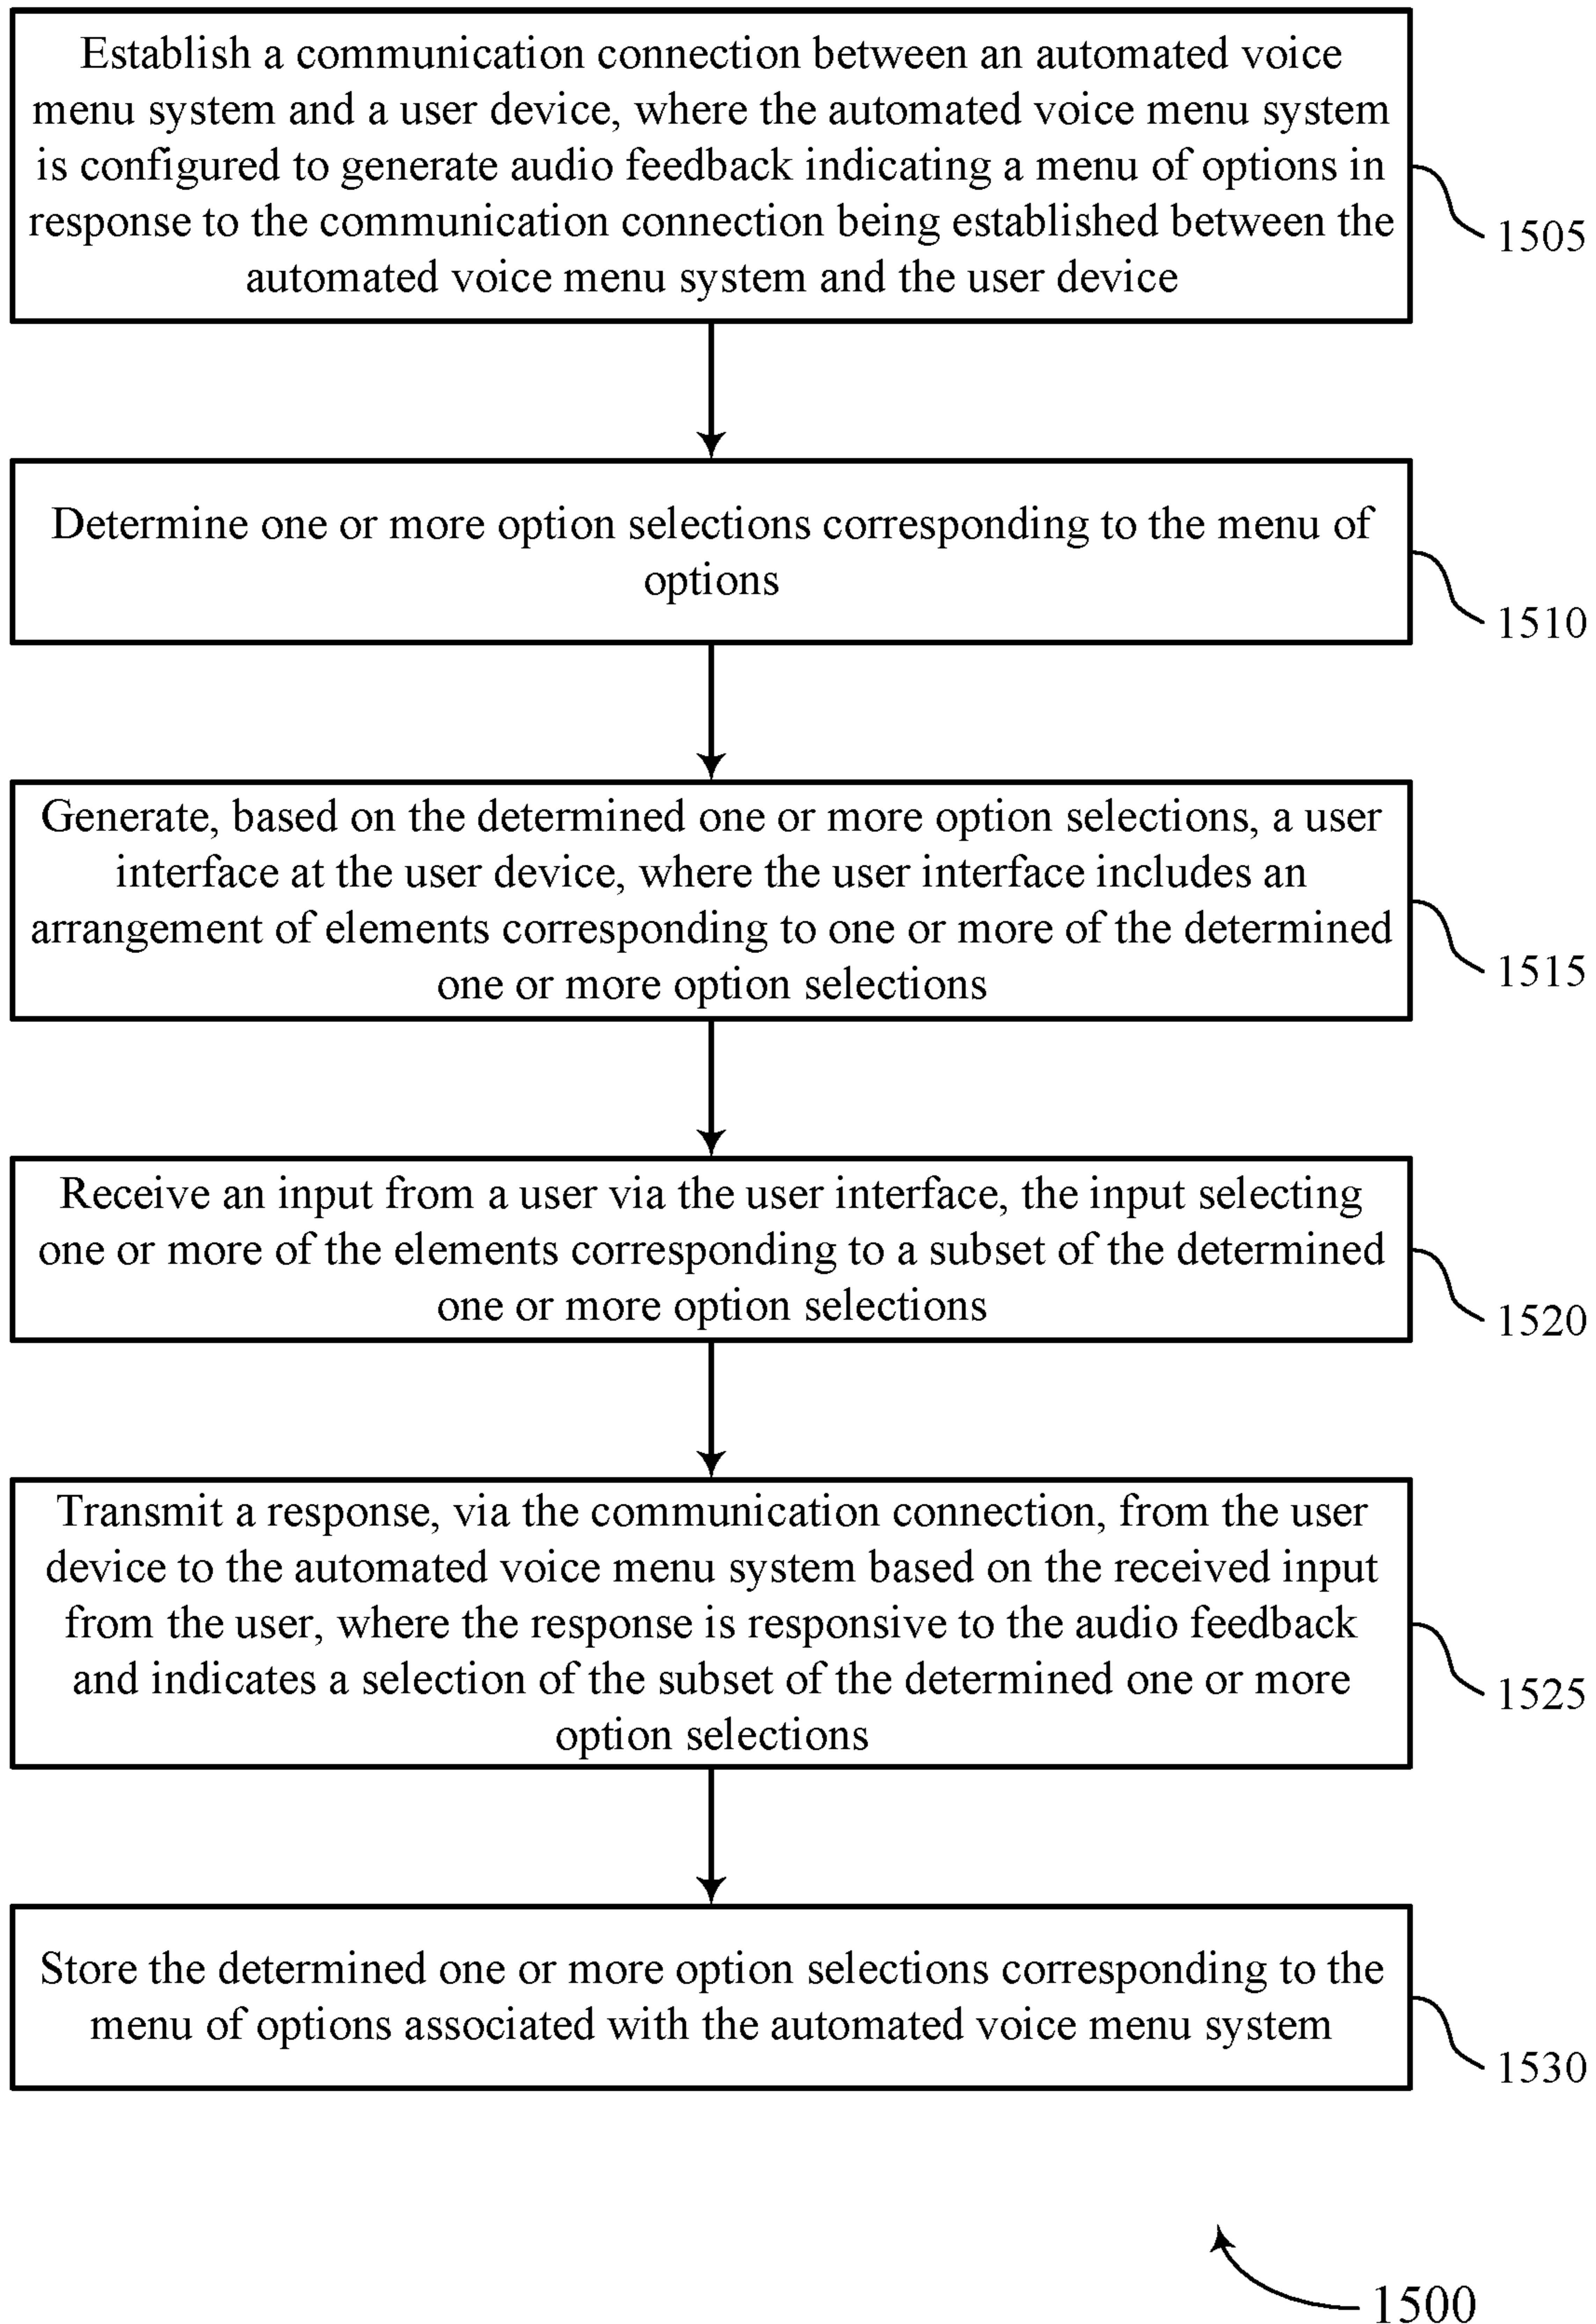 Establish a communication connection between an automated voice
menu system and a user device, where the automated voice menu system
is configured to generate audio feedback indicating a menu of options in
response to the communication connection being established between the
automated voice menu system and the user device
1505
Determine one or more option selections corresponding to the menu of
options
1510
Generate, based on the determined one or more option selections, a user
interface at the user device, where the user interface includes an
arrangement of elements corresponding to one or more of the determined
one or more option selections
1515
Receive an input from a user via the user interface, the input selecting
one or more of the elements corresponding to a subset of the determined
one or more option selections
1520
Transmit a response, via the communication connection, from the user
device to the automated voice menu system based on the received input
from the user, where the response is responsive to the audio feedback
and indicates a selection of the subset of the determined one or more
option selections
1525
Store the determined one or more option selections corresponding to the
menu of options associated with the automated voice menu system
1530
1500